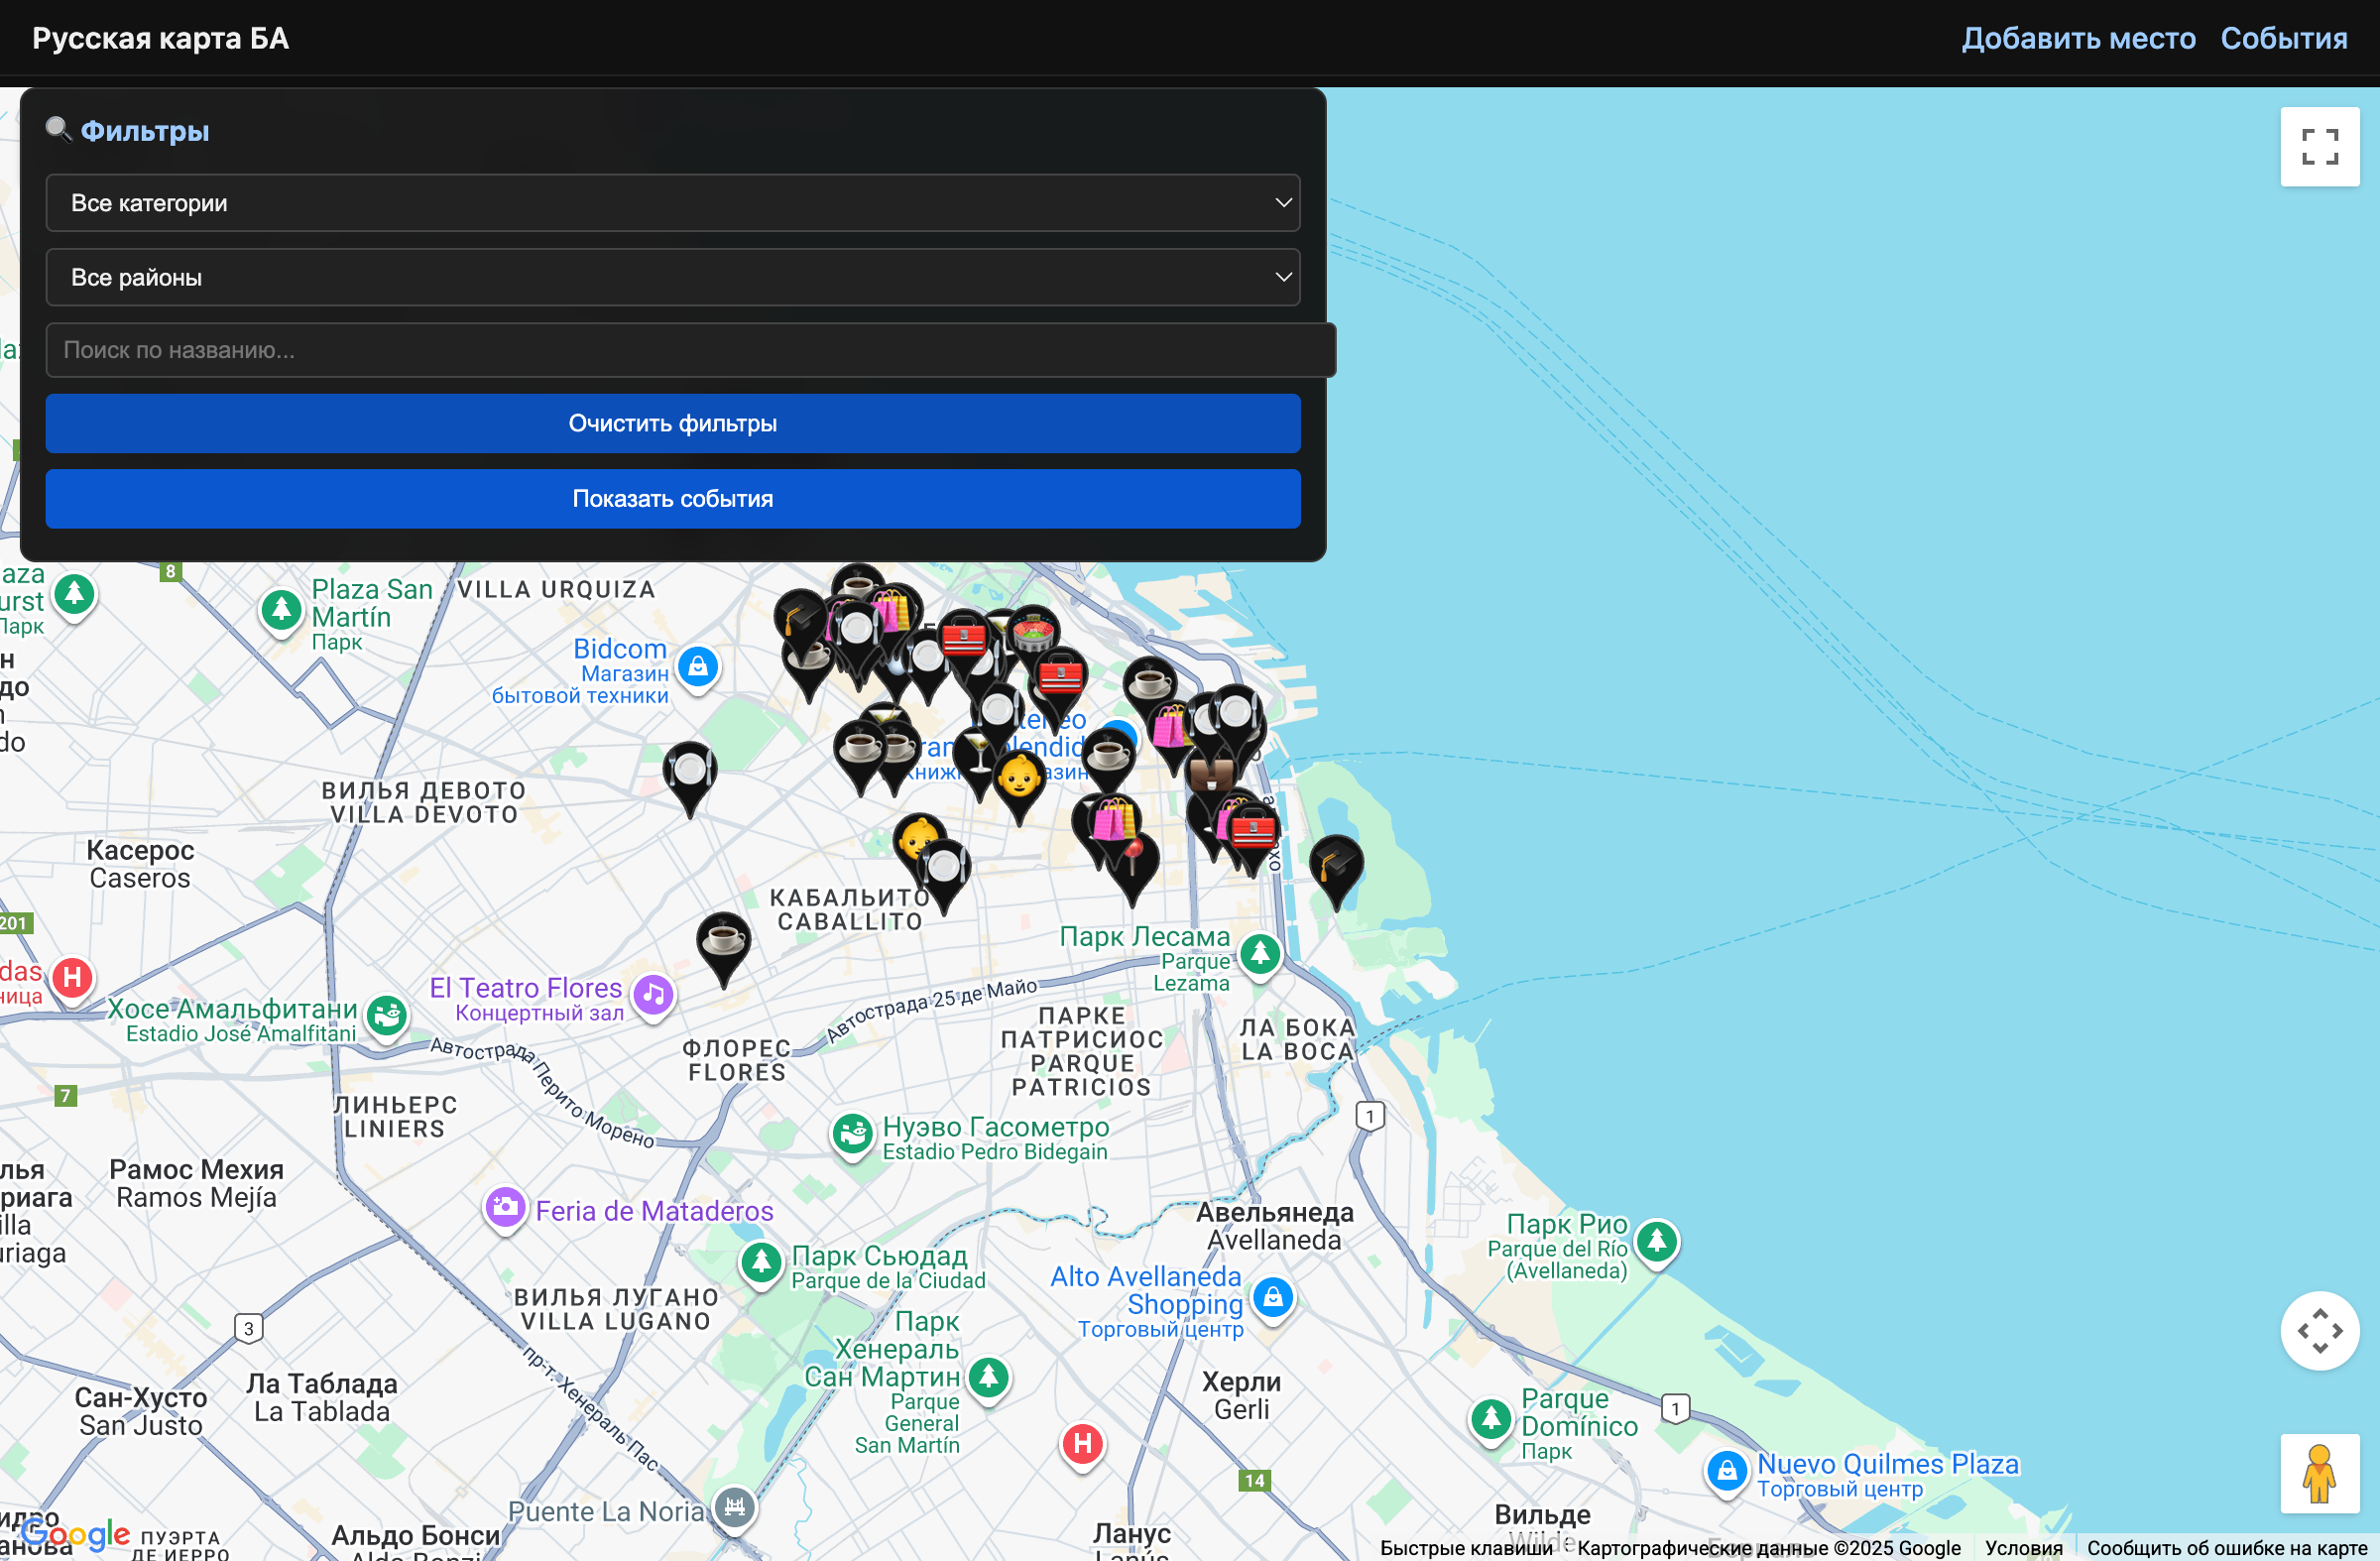 Русская карта БА
Добавить место
События
Фильтры
Все категории
Все районы
Поиск по названию...
Очистить фильтры
Показать события
8
Plaza San
Martín
Парк
VILLA URQUIZA
Парк
Bidcom
Магазин
бытовой техники
ВИЛЬЯ ДЕВОТО
VILLA DEVOTO
Касерос
Caseros
201
КАБАЛЬИТО
CABALLITO
El Teatro Flores
Концертный зал
Хосе Амальфитани
Estadio José Amalfitani
Автострада 25 де Майо
Автострада Перито Морено
Парк Лесама
Parque
Lezama
ПАРКЕ
ПАТРИСИОС
PARQUE
PATRICIOS
ЛА БОКА
LA BOCA
ФЛОРЕС
FLORES
7
ЛИНЬЕРС
LINIERS
1
Нуэво Гасометро
Estadio Pedro Bidegain
Рамос Мехия
Ramos Mejía
Feria de Mataderos
Авельянеда
Avellaneda
Парк Рио
Parque del Río
(Avellaneda)
Парк Сьюдад
Parque de la Ciudad
Alto Avellaneda
Shopping
Торговый центр
ВИЛЬЯ ЛУГАНО
VILLA LUGANO
3
Парк
Хенераль
Сан Мартин
Parque
General
San Martín
пр-т. Хенераль Пас
Ла Таблада
La Tablada
Сан-Хусто
San Justo
Херли
Gerli
Parque
Domínico
Парк
1
H
H
14
Nuevo Quilmes Plaza
Торговый центр
Puente La Noria
Вильде
Wilde
Google
ПУЭРТА
ДЕ ИЕРРО
Альдо Бонси
Aldo Bonzi
Ланус
Lanús
Быстрые клавиши
Картографические данные ©2025 Google
Условия
Сообщить об ошибке на карте